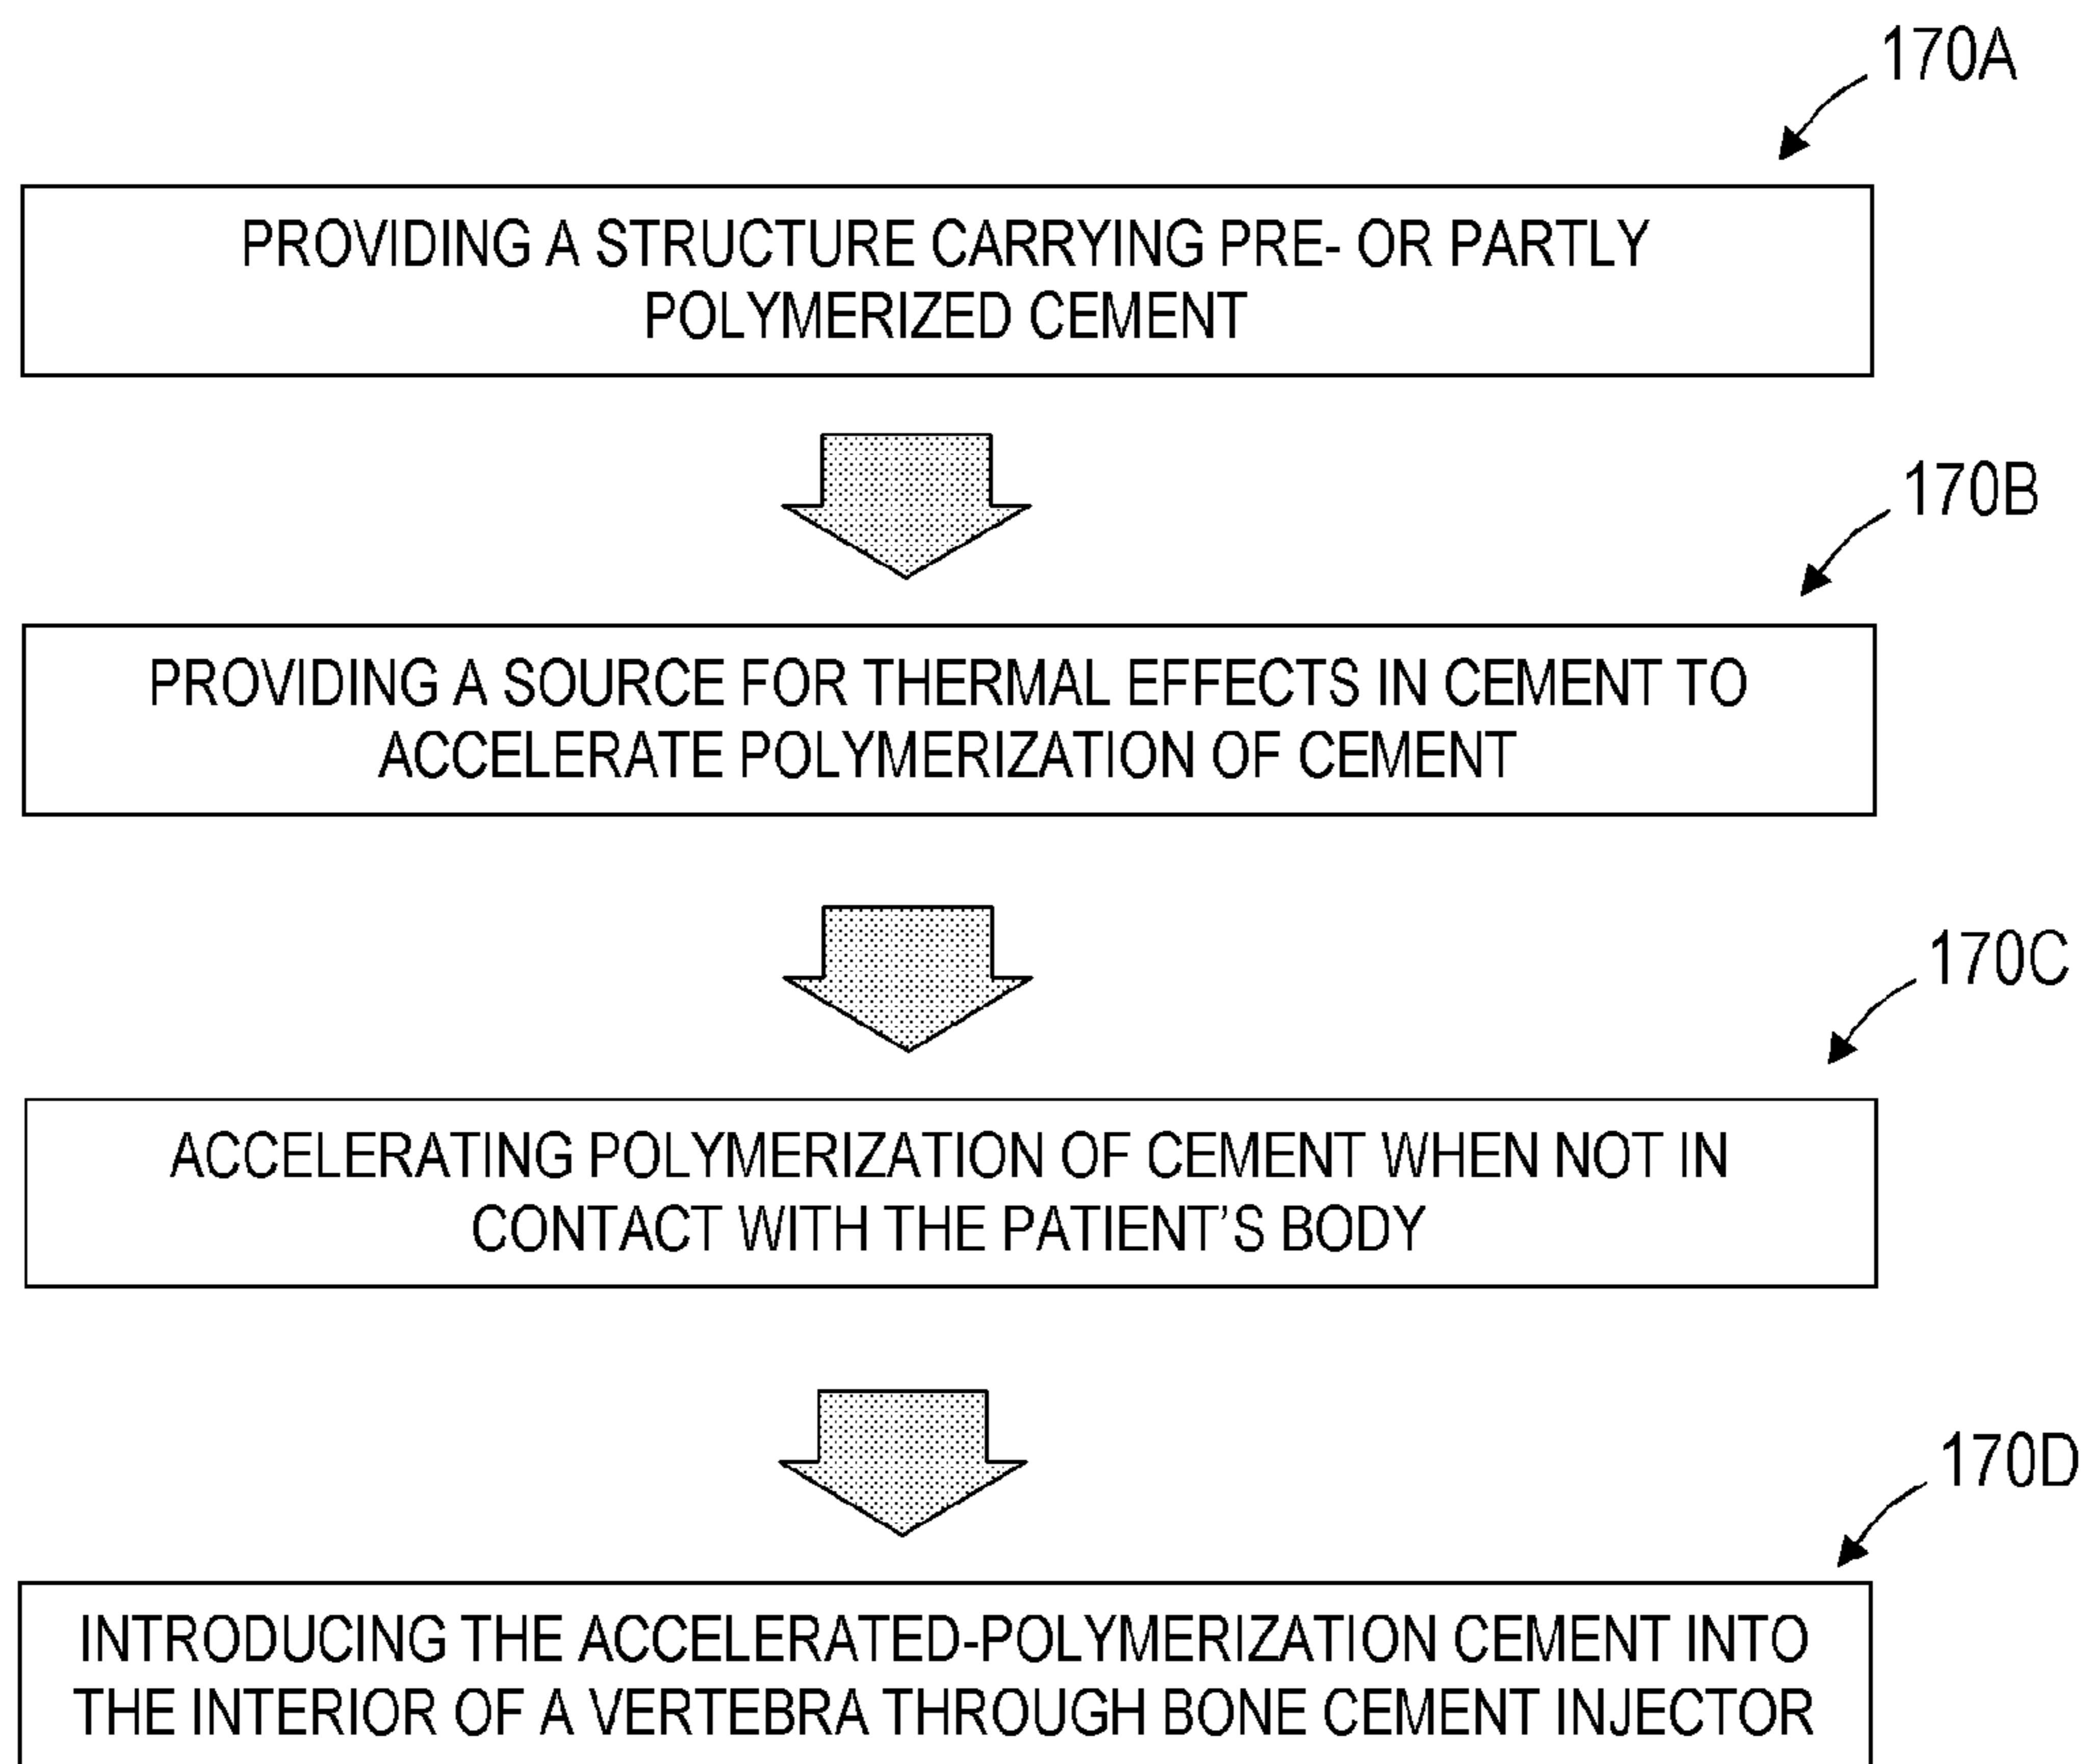 170A
PROVIDING A STRUCTURE CARRYING PRE- OR PARTLY
POLYMERIZED CEMENT
170B
PROVIDING A SOURCE FOR THERMAL EFFECTS IN CEMENT TO
ACCELERATE POLYMERIZATION OF CEMENT
170C
ACCELERATING POLYMERIZATION OF CEMENT WHEN NOT IN
CONTACT WITH THE PATIENT'S BODY
170D
INTRODUCING THE ACCELERATED-POLYMERIZATION CEMENT INTO
THE INTERIOR OF A VERTEBRA THROUGH BONE CEMENT INJECTOR